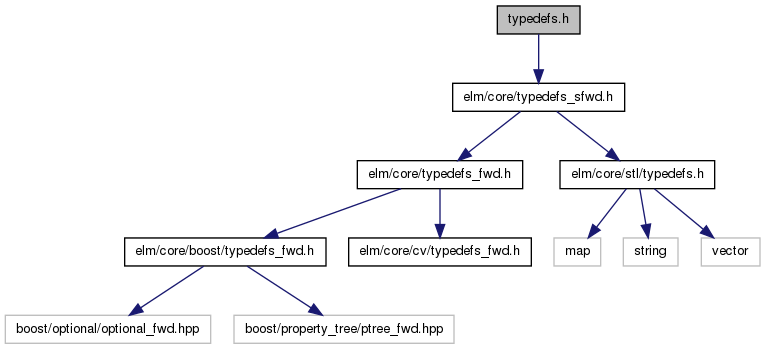 typedefs.h
elm/core/typedefs_sfwd.h
elm/core/typedefs_fwd.h
elm/core/stl/typedefs.h
elm/core/boost/typedefs_fwd.h
elm/core/cv/typedefs_fwd.h
map
string
vector
boost/optional/optional_fwd.hpp
boost/property_tree/ptree_fwd.hpp